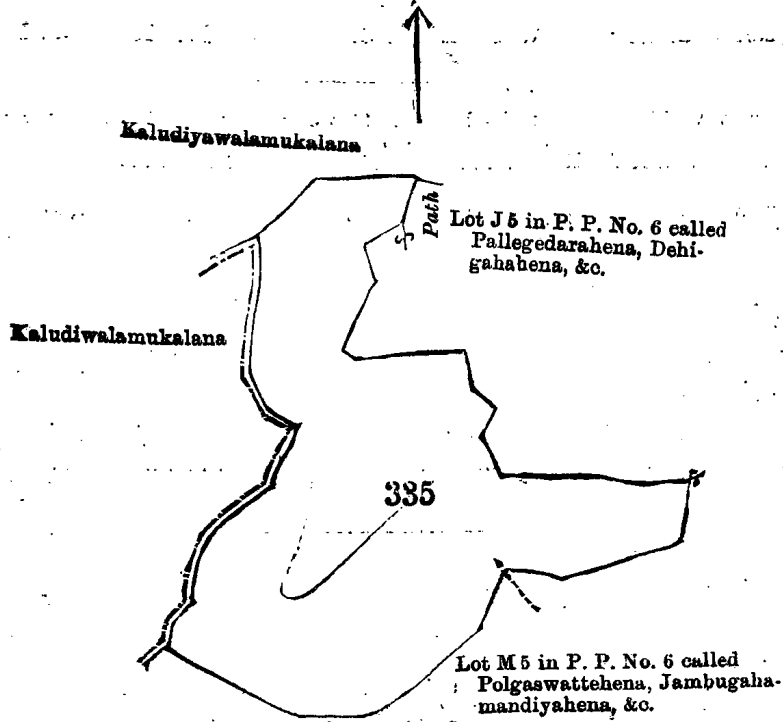 Kaludiyawalamukalana
Path
Lot J 5 in P. P. No. 6 called
Pallegedarahena, Dehi-
gahahena, &c.
Kaludiwalamukalana
335
Lot M 5 in P. P. No. 6 called
Polgaswattehena, Jambugaha-
mandiyahena, &c.